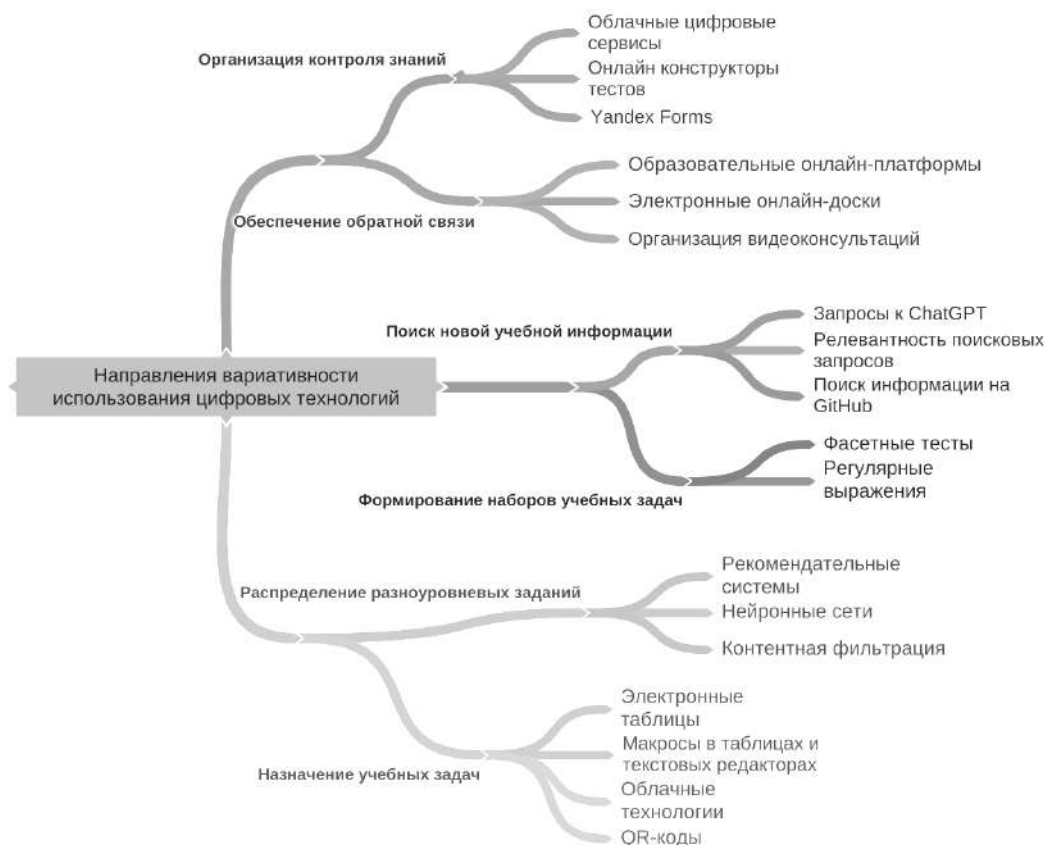 Организация контроля знаний
Облачные цифровые
сервисы
Онлайн конструкторы
тестов
Yandex Forms
Обеспечение обратной связи
Образовательные онлайн-платформы
Электронные онлайн-доски
Организация видеоконсультаций
Направления вариативности
использования цифровых технологий
Поиск новой учебной информации
Запросы к ChatGPT
Релевантность поисковых
запросов
Поиск информации на
GitHub
Формирование наборов учебных задач
Фасетные тесты
Регулярные
выражения
Распределение разноуровневых заданий
Рекомендательные
системы
Нейронные сети
Контентная фильтрация
Назначение учебных задач
Электронные
таблицы
Макросы в таблицах и
текстовых редакторах
Облачные
технологии
QR-коды